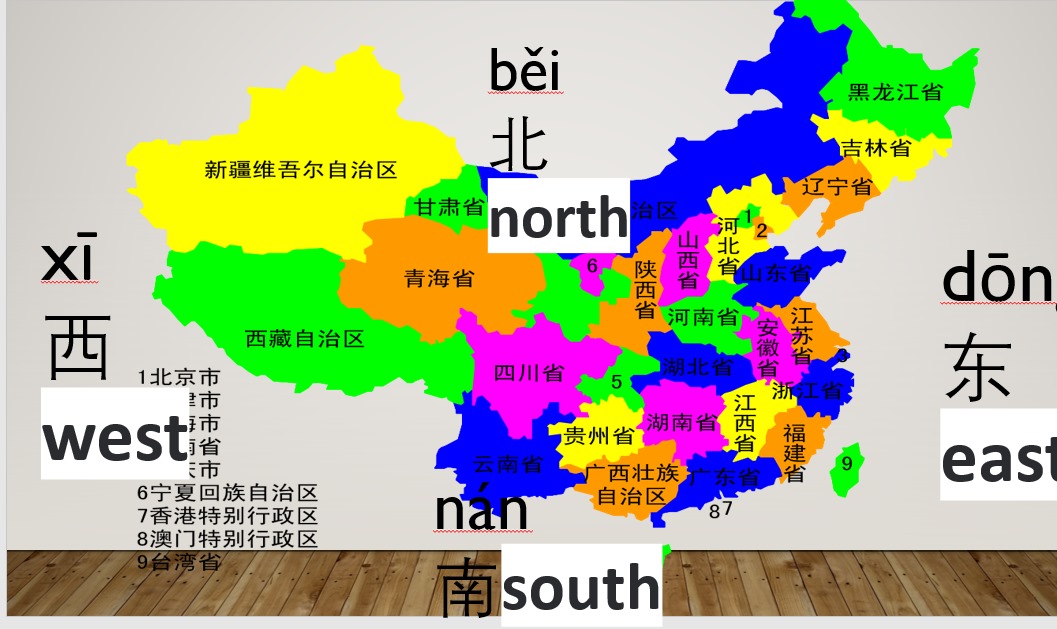 běi
北
north
黑龙江省
吉林省
辽宁省
新疆维吾尔自治区
甘肃省
治区
1
2
河北省
山西省
山东省
6
陕西省
青海省
xī
西
west
dōng
东
east
西藏自治区
河南省
安徽省
江苏省
3
四川省
5
湖北省
浙江省
湖南省
江西省
贵州省
福建省
云南省
广西壮族
自治区
广东省
9
87
1北京市
津市
海市
南省
庆市
6宁夏回族自治区
7香港特别行政区
8澳门特别行政区
9台湾省
nán
南
south